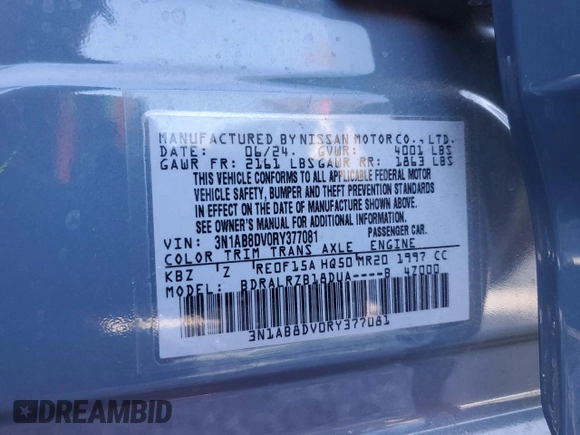 MANUFACTURED BY NISSAN MOTOR CO., LTD.
DATE: 06/24 GVWR: 4001 LBS
GAWR FR: 2161 LBS GAWR RR: 1863 LBS
THIS VEHICLE CONFORMS TO ALL APPLICABLE FEDERAL MOTOR
VEHICLE SAFETY, BUMPER AND THEFT PREVENTION STANDARDS
IN EFFECT ON THE DATE OF MANUFACTURE SHOWN ABOVE.
SEE OWNER'S MANUAL FOR ADDITIONAL INFORMATION.
VIN: 3N1AB8DV0RY377081 PASSENGER CAR.
COLOR TRIM TRANS AXLE ENGINE
KBZ 'Z 'RE0F15A HQ50'MR20 1997 CC
MODEL: BDRALRZB18DUA----B 4Z000
3N1AB8DV0RY377081
DREAMBID